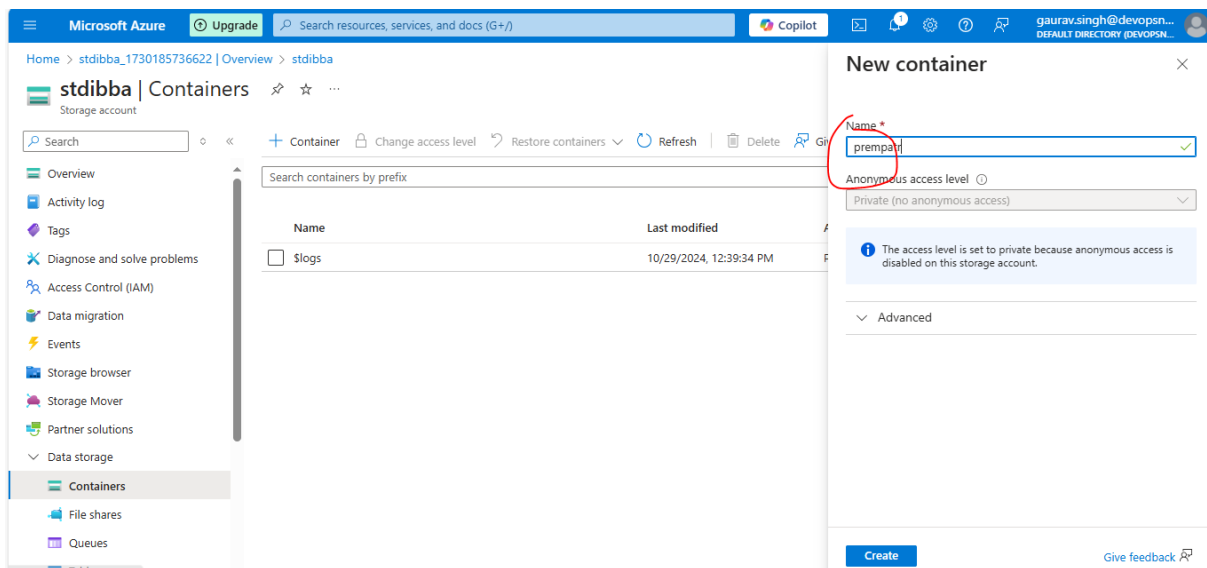 Microsoft Azure
Upgrade
Search resources, services, and docs (G+/)
Copilot
1
gaurav.singh@devopsn...
DEFAULT DIRECTORY (DEVOPSN...
Home > stdibba_1730185736622 | Overview > stdibba
stdibba | Containers
Storage account
Search
Overview
Activity log
Tags
Diagnose and solve problems
Access Control (IAM)
Data migration
Events
Storage browser
Storage Mover
Partner solutions
Data storage
Containers
File shares
Queues
Container
Change access level
Restore containers
Refresh
Delete
Search containers by prefix
Name
Last modified
$logs
10/29/2024, 12:39:34 PM
New container
Name *
prempatr
Anonymous access level
Private (no anonymous access)
The access level is set to private because anonymous access is
disabled on this storage account.
Advanced
Create
Give feedback